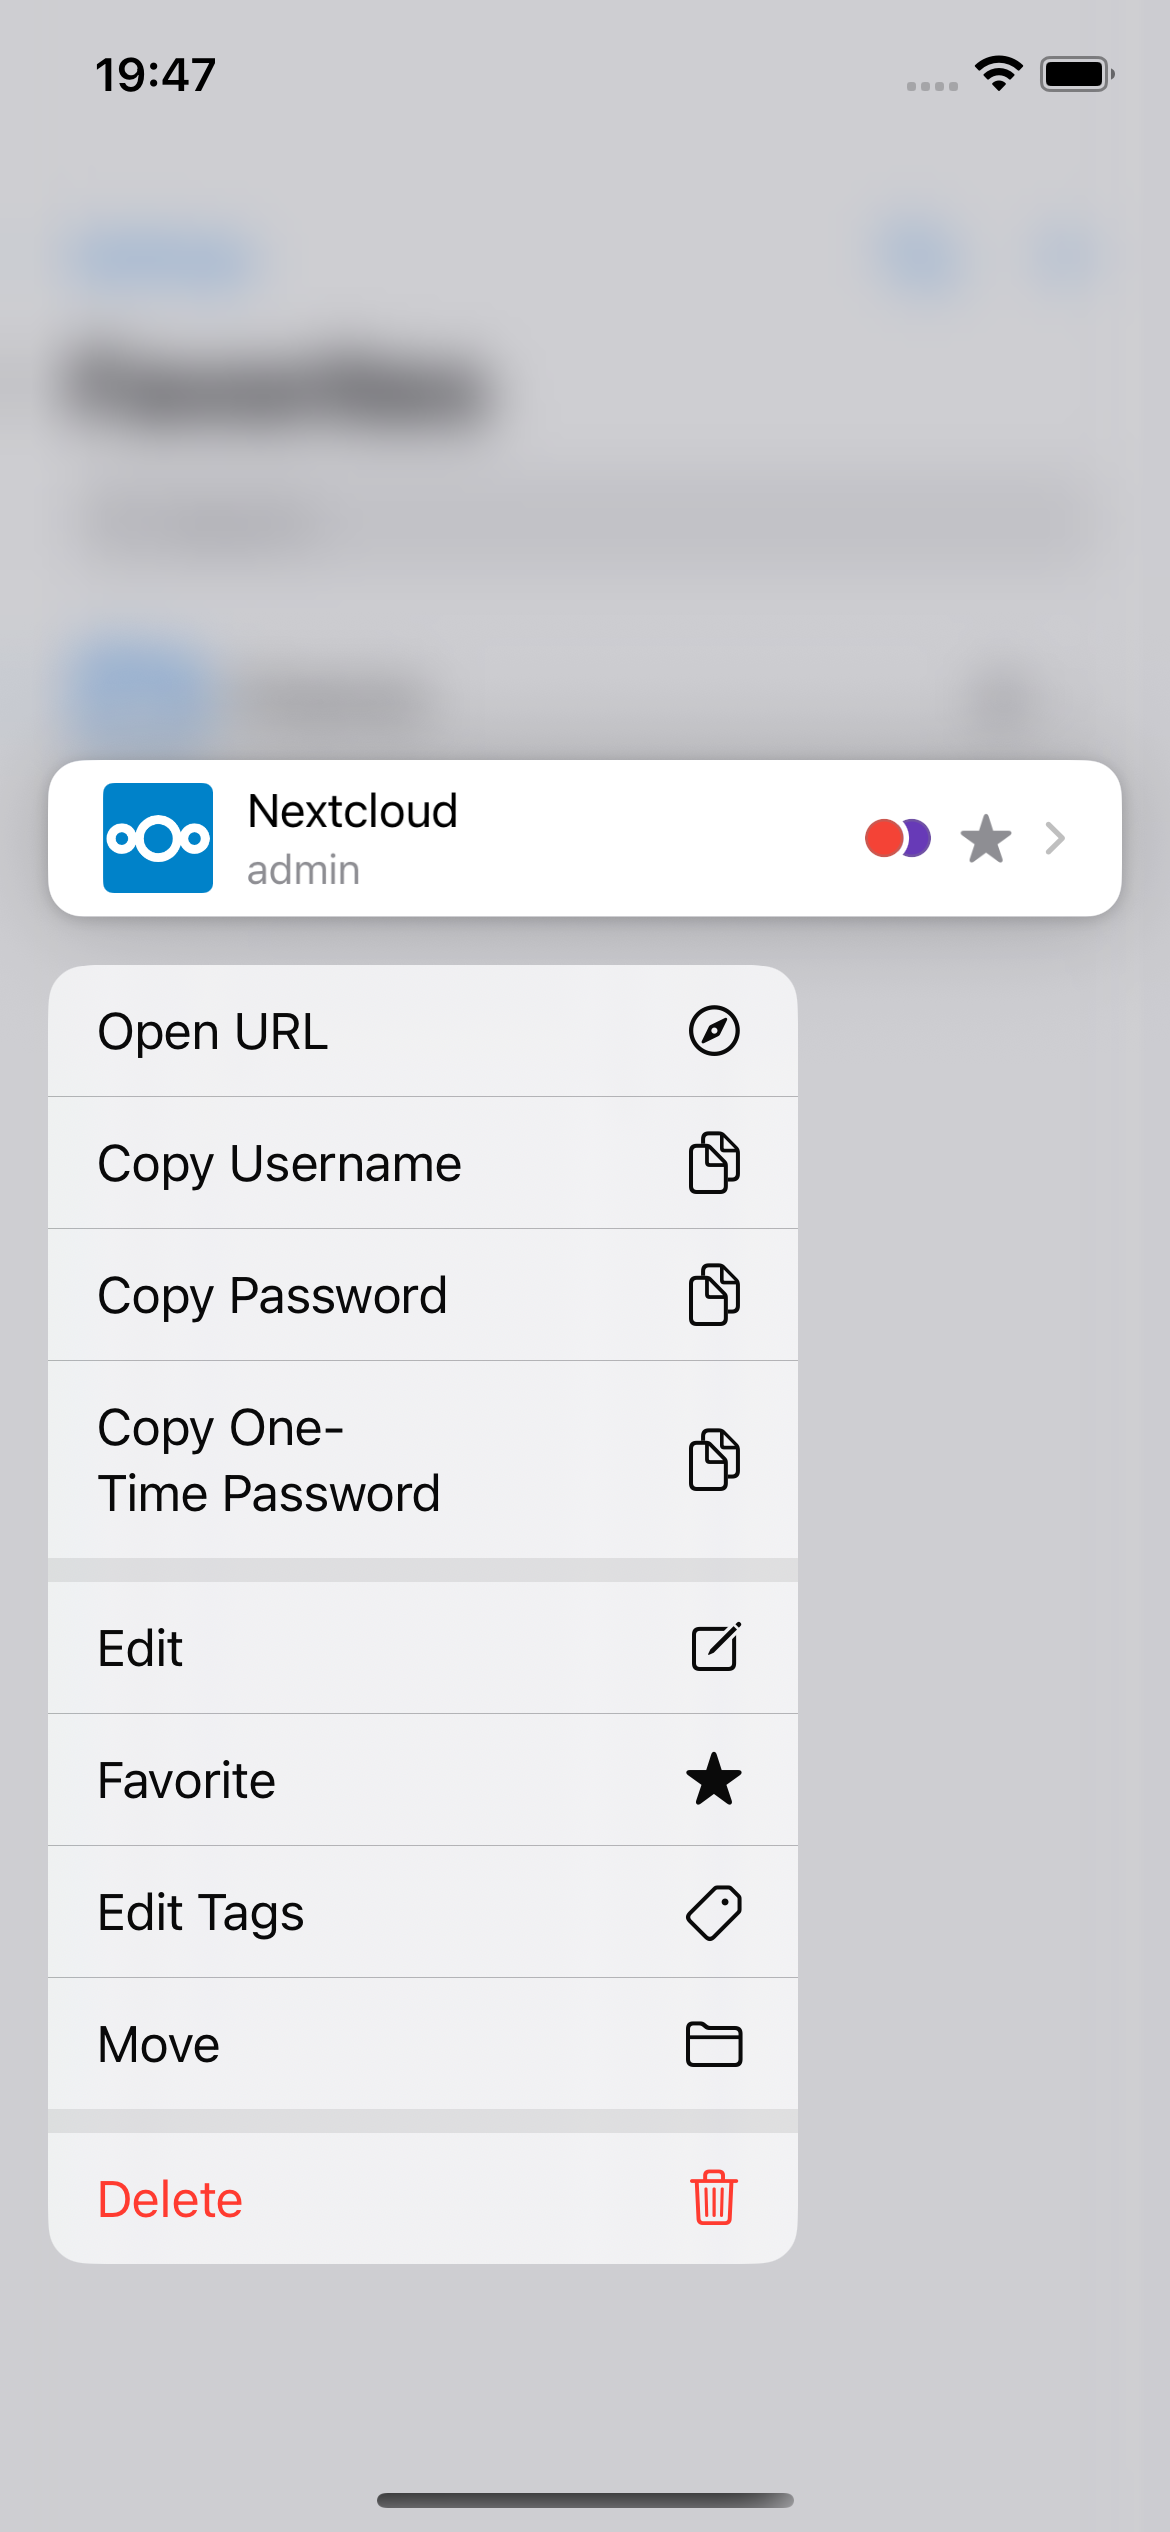 19:47
Nextcloud
admin
Open URL
Copy Username
Copy Password
Copy One-
Time Password
Edit
Favorite
Edit Tags
Move
Delete